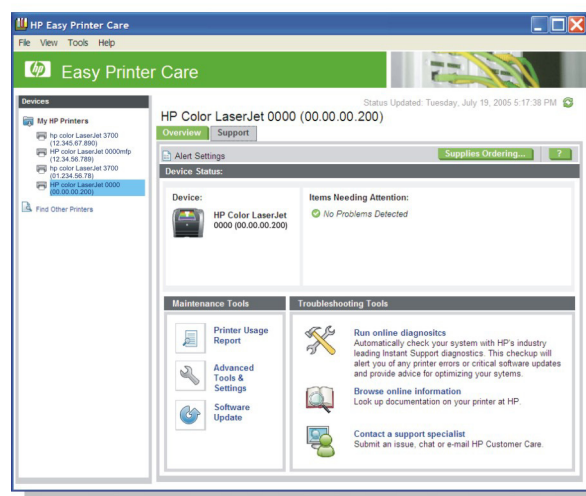 HP Easy Printer Care
File View Tools Help
hp Easy Printer Care
Devices
My HP Printers
hp color LaserJet 3700
(12.345.67.890)
HP color LaserJet 0000mfp
(12.34.56.789)
hp color LaserJet 3700
(01.234.56.78)
HP color LaserJet 0000
(00.00.00.200)
Find Other Printers
Status Updated: Tuesday, July 19, 2005 5:17:38 PM
HP Color LaserJet 0000 (00.00.00.200)
Overview Support
Alert Settings
Supplies Ordering... ?
Device Status:
Device:
HP Color LaserJet
0000 (00.00.00.200)
Items Needing Attention:
No Problems Detected
Maintenance Tools
Printer Usage
Report
Advanced
Tools &
Settings
Software
Update
Troubleshooting Tools
Run online diagnositcs
Automatically check your system with HP's industry
leading Instant Support diagnostics. This checkup will
alert you of any printer errors or critical software updates
and provide advice for optimizing your sytems.
Browse online information
Look up documentation on your printer at HP.
Contact a support specialist
Submit an issue, chat or e-mail HP Customer Care.